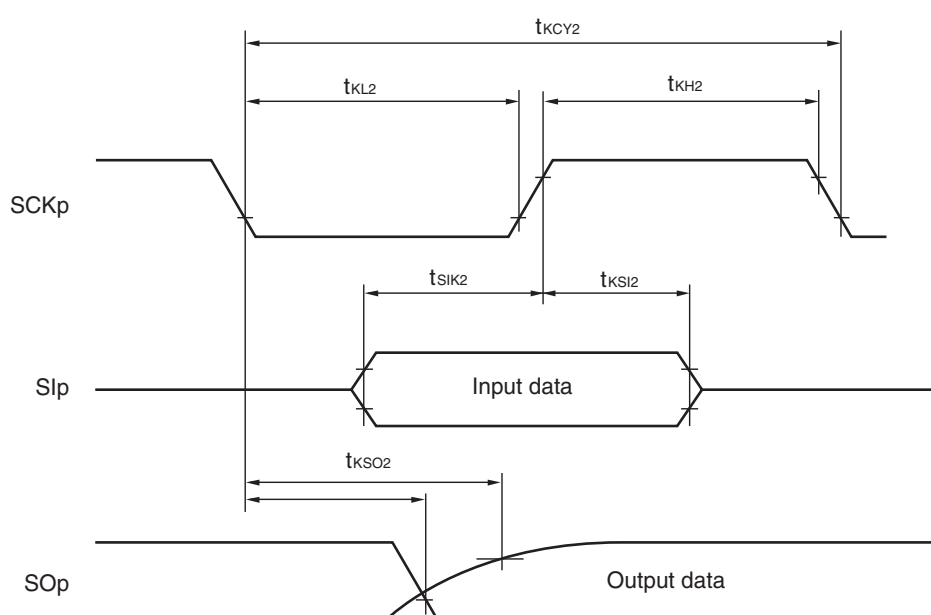 tKCY2
tKL2
tKH2
SCKp
tSIK2
tKSI2
SIp
Input data
tKSO2
SOp
Output data